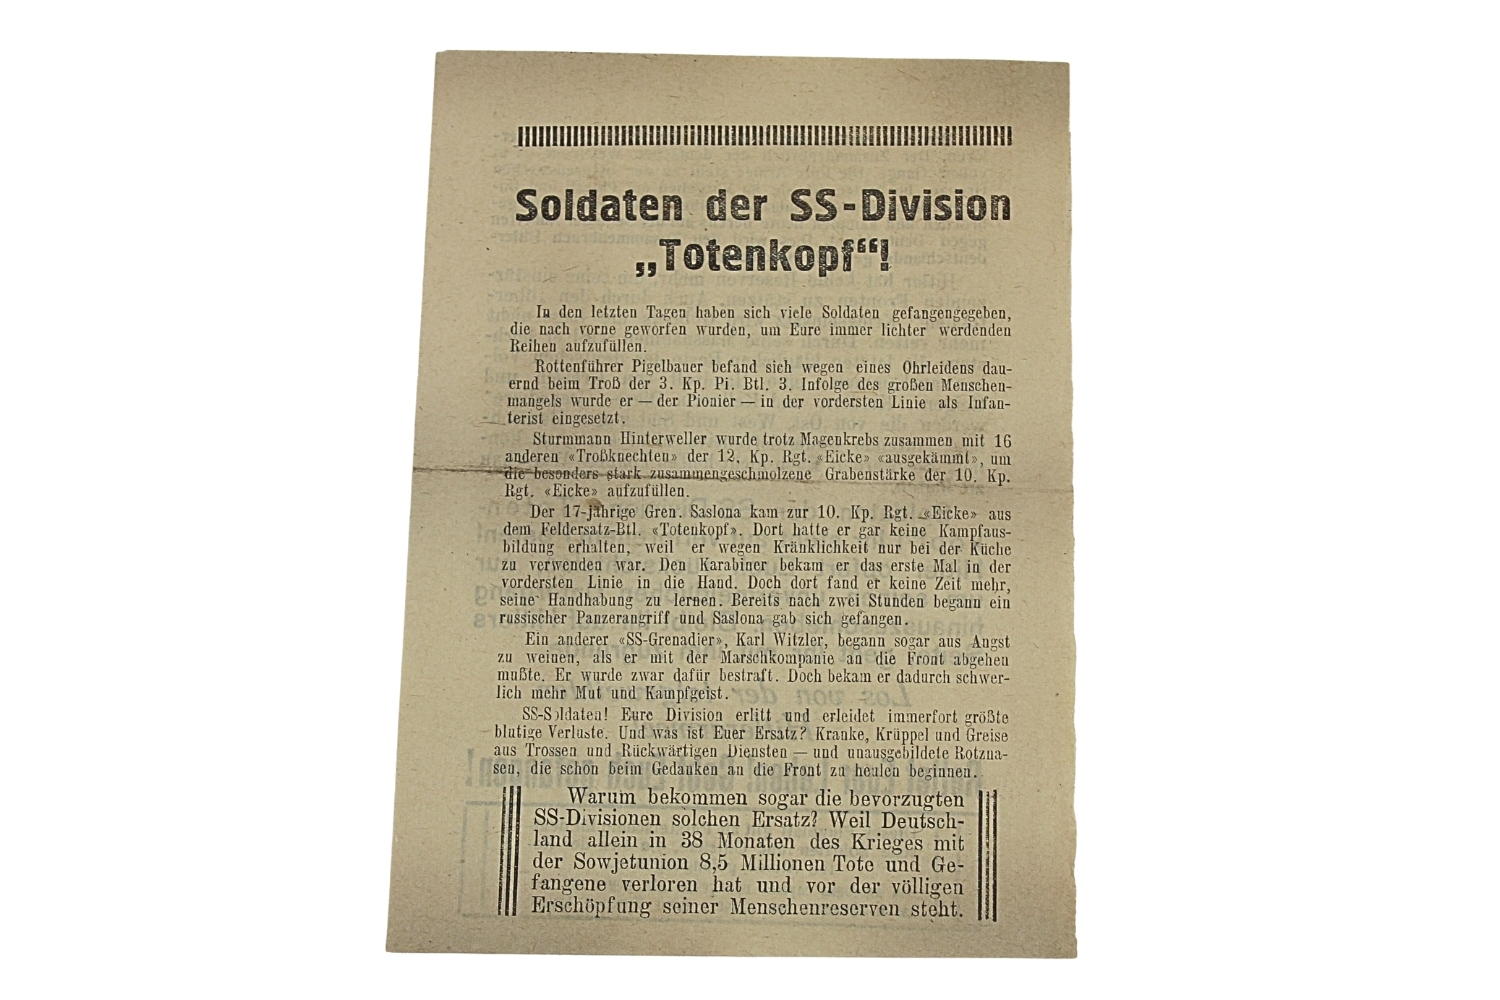 Soldaten der SS-Division
„Totenkopf“!
In den letzten Tagen haben sich viele Soldaten gefangengegeben,
die nach vorne geworfen wurden, um Eure immer lichter werdenden
Reihen aufzufüllen.
Rottenführer Pigelbauer befand sich wegen eines Ohrleidens dau-
ernd beim Troß der 3. Kp. Pi. Btl. 3. Infolge des großen Menschen-
mangels wurde er — der Pionier — in der vordersten Linie als Infan-
terist eingesetzt.
Sturmmann Hinterweller wurde trotz Magenkrebs zusammen mit 16
anderen «Troßknechten» der 12. Kp. Rgt. «Eicke» «ausgekämmt», um
die besonders stark zusammengeschmolzene Grabenstärke der 10. Kp.
Rgt. «Eicke» aufzufüllen.
Der 17-jährige Gren. Saslona kam zur 10. Kp. Rgt. «Eicke» aus
dem Feldersatz-Btl. «Totenkopf». Dort hatte er gar keine Kampfaus-
bildung erhalten, weil er wegen Kränklichkeit nur bei der Küche
zu verwenden war. Den Karabiner bekam er das erste Mal in der
vordersten Linie in die Hand. Doch dort fand er keine Zeit mehr,
seine Handhabung zu lernen. Bereits nach zwei Stunden begann ein
russischer Panzerangriff und Saslona gab sich gefangen.
Ein anderer «SS-Grenadier», Karl Witzler, begann sogar aus Angst
zu weinen, als er mit der Marschkompanie an die Front abgehen
mußte. Er wurde zwar dafür bestraft. Doch bekam er dadurch schwer-
lich mehr Mut und Kampfgeist.
SS-Soldaten! Eure Division erlitt und erleidet immerfort größte
blutige Verluste. Und was ist Euer Ersatz? Kranke, Krüppel und Greise
aus Trossen und Rückwärtigen Diensten — und unausgebildete Rotzna-
sen, die schon beim Gedanken an die Front zu heulen beginnen.
Warum bekommen sogar die bevorzugten
SS-Divisionen solchen Ersatz? Weil Deutsch-
land allein in 38 Monaten des Krieges mit
der Sowjetunion 8,5 Millionen Tote und Ge-
fangene verloren hat und vor der völligen
Erschöpfung seiner Menschenreserven steht.